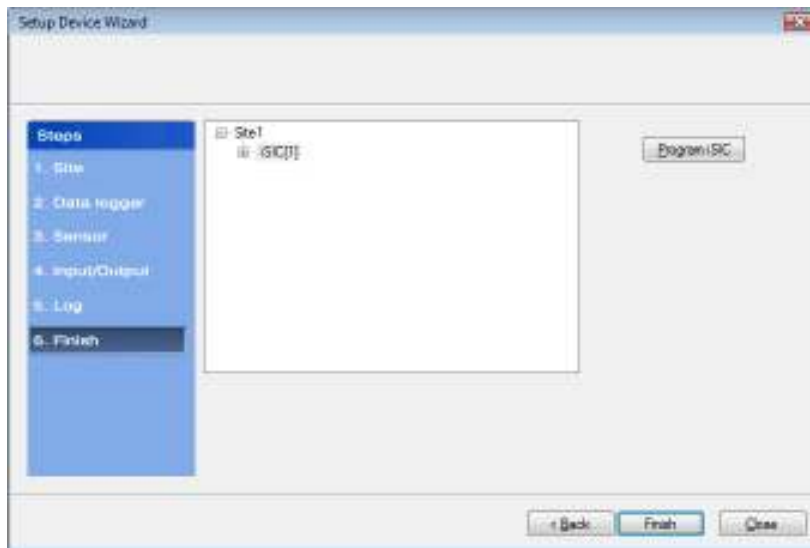 Setup Device Wizard
Steps
1. Site
2. Data logger
3. Sensor
4. Input/Output
5. Log
6. Finish
Site1
iSIC[1]
Program iSIC
< Back
Finish
Close